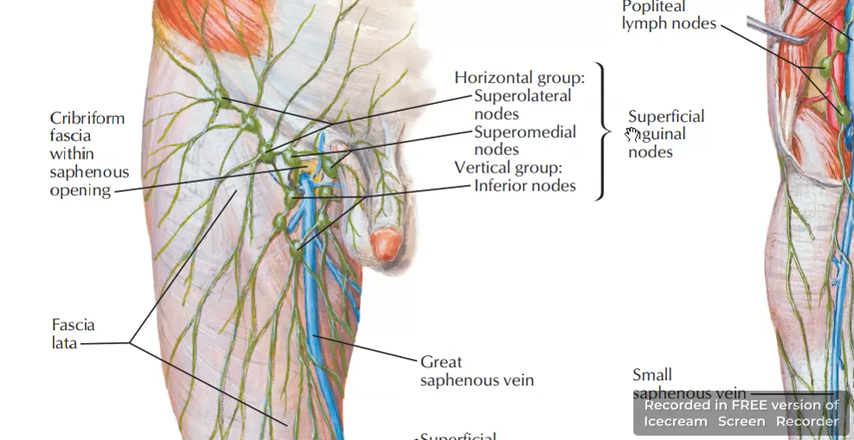 Popliteal
lymph nodes
Horizontal group:
Superolateral
nodes
Superomedial
nodes
Vertical group:
Inferior nodes
Superficial
inguinal
nodes
Cribriform
fascia
within
saphenous
opening
Fascia
lata
Great
saphenous vein
Small
saphenous vein
Superficial
Recorded in FREE version of
Icecream Screen Recorder